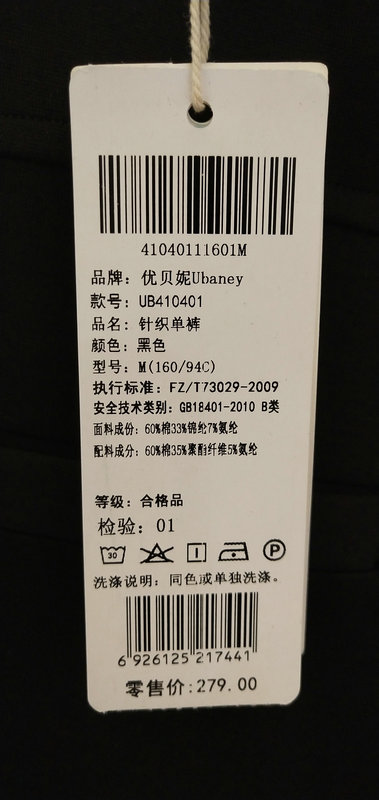 41040111601M
品牌: 优贝妮Ubaney
款号: UB410401
品名: 针织单裤
颜色: 黑色
型号: M(160/94C)
执行标准: FZ/T73029-2009
安全技术类别: GB18401-2010 B类
面料成份: 60%棉33%锦纶7%氨纶
配料成分: 60%棉35%聚酯纤维5%氨纶
等级: 合格品
检验: 01
30 P
洗涤说明: 同色或单独洗涤。
6 926125 217441
零售价:279.00